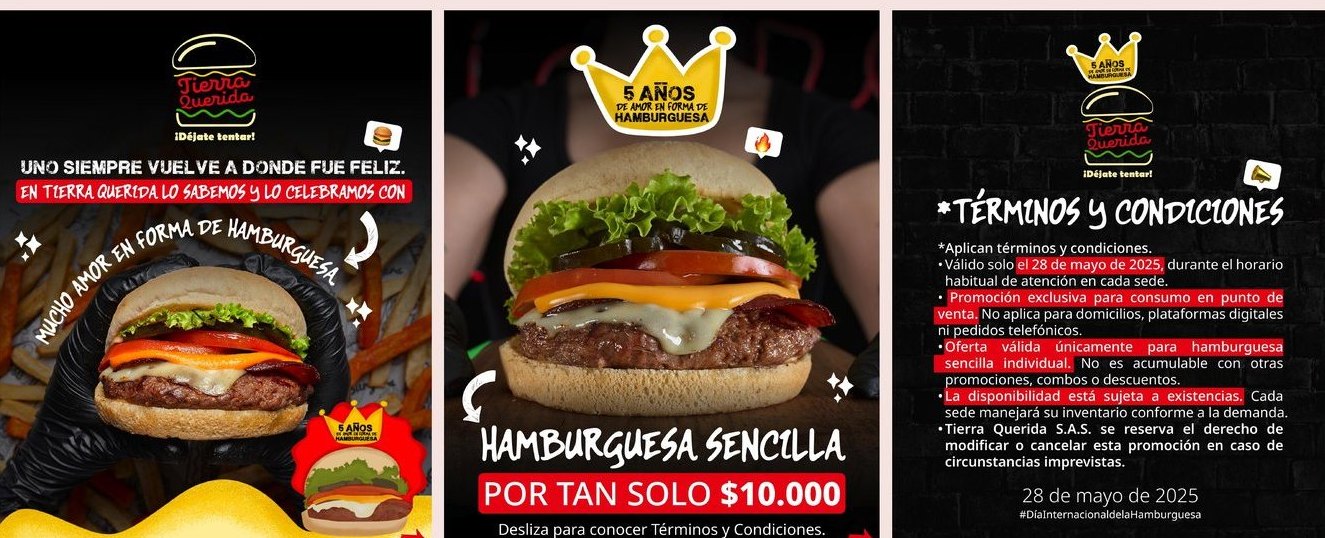 Tierra
Querida
¡Déjate tentar!
UNO SIEMPRE VUELVE A DONDE FUE FELIZ.
EN TIERRA QUERIDA LO SABEMOS Y LO CELEBRAMOS CON
MUCHO AMOR EN FORMA DE HAMBURGUESA
5 AÑOS
DE AMOR EN FORMA DE
HAMBURGUESA
5 AÑOS
DE AMOR EN FORMA DE
HAMBURGUESA
HAMBURGUESA SENCILLA
POR TAN SOLO $10.000
Desliza para conocer Términos y Condiciones.
5 AÑOS
DE AMOR EN FORMA DE
HAMBURGUESA
Tierra
Querida
¡Déjate tentar!
*TÉRMINOS Y CONDICIONES
*Aplican términos y condiciones.
•Válido solo el 28 de mayo de 2025, durante el horario
habitual de atención en cada sede.
• Promoción exclusiva para consumo en punto de
venta. No aplica para domicilios, plataformas digitales
ni pedidos telefónicos.
•Oferta válida únicamente para hamburguesa
sencilla individual. No es acumulable con otras
promociones, combos o descuentos.
•La disponibilidad está sujeta a existencias. Cada
sede manejará su inventario conforme a la demanda.
•Tierra Querida S.A.S. se reserva el derecho de
modificar o cancelar esta promoción en caso de
circunstancias imprevistas.
28 de mayo de 2025
#DíaInternacionaldelaHamburguesa